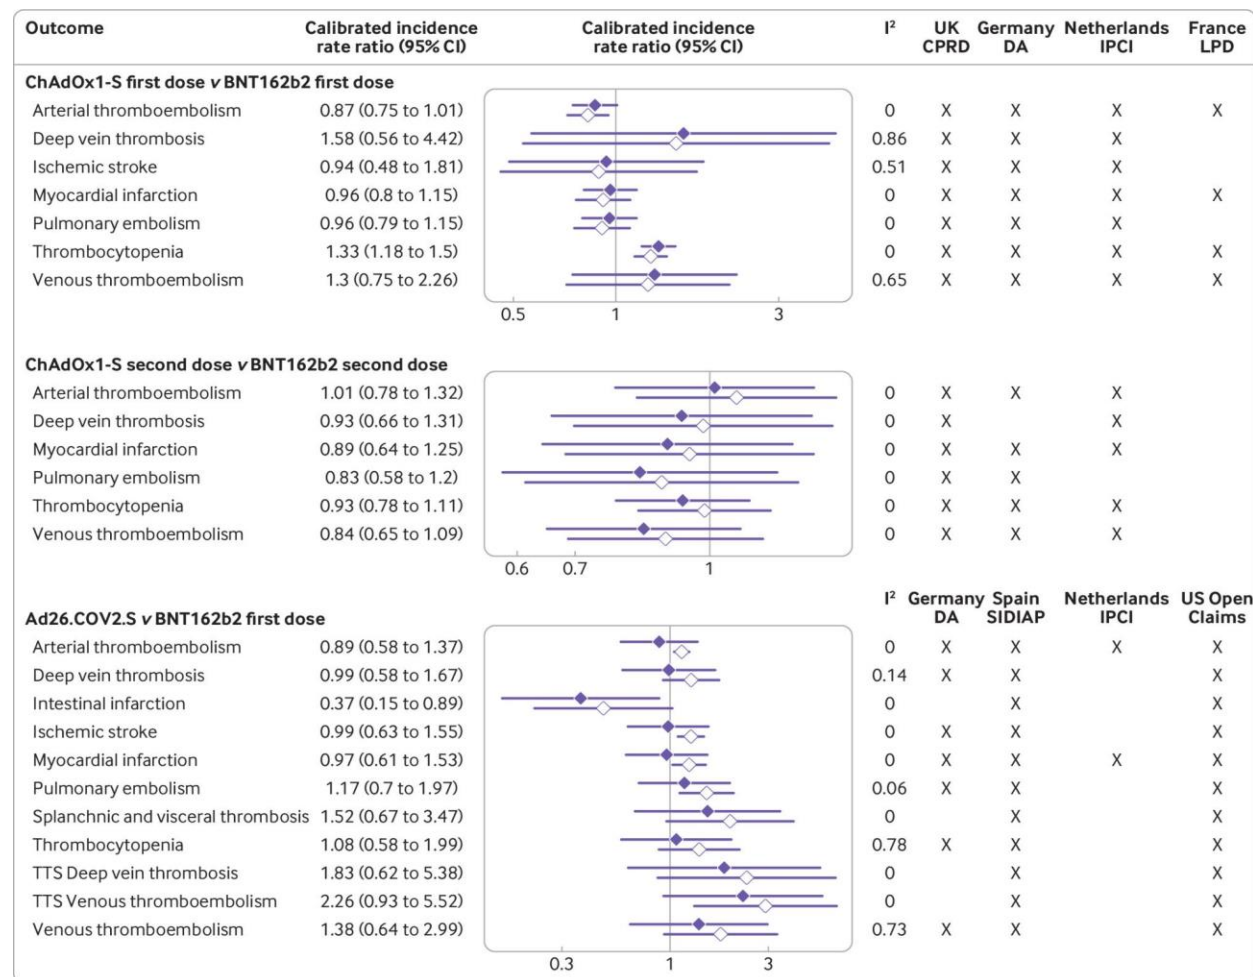 Outcome Calibrated incidence rate ratio (95% CI) Calibrated incidence rate ratio (95% CI) I² UK CPRD Germany DA Netherlands IPCI France LPD
ChAdOx1-S first dose v BNT162b2 first dose
Arterial thromboembolism 0.87 (0.75 to 1.01) 0 X X X X
Deep vein thrombosis 1.58 (0.56 to 4.42) 0.86 X X X
Ischemic stroke 0.94 (0.48 to 1.81) 0.51 X X X
Myocardial infarction 0.96 (0.8 to 1.15) 0 X X X X
Pulmonary embolism 0.96 (0.79 to 1.15) 0 X X X
Thrombocytopenia 1.33 (1.18 to 1.5) 0 X X X X
Venous thromboembolism 1.3 (0.75 to 2.26) 0.65 X X X X
0.5 1 3
ChAdOx1-S second dose v BNT162b2 second dose
Arterial thromboembolism 1.01 (0.78 to 1.32) 0 X X X
Deep vein thrombosis 0.93 (0.66 to 1.31) 0 X X
Myocardial infarction 0.89 (0.64 to 1.25) 0 X X X
Pulmonary embolism 0.83 (0.58 to 1.2) 0 X X
Thrombocytopenia 0.93 (0.78 to 1.11) 0 X X X
Venous thromboembolism 0.84 (0.65 to 1.09) 0 X X X
0.6 0.7 1
Ad26.COV2.S v BNT162b2 first dose I² Germany DA Spain SIDIAP Netherlands IPCI US Open Claims
Arterial thromboembolism 0.89 (0.58 to 1.37) 0 X X X X
Deep vein thrombosis 0.99 (0.58 to 1.67) 0.14 X X X
Intestinal infarction 0.37 (0.15 to 0.89) 0 X X
Ischemic stroke 0.99 (0.63 to 1.55) 0 X X X
Myocardial infarction 0.97 (0.61 to 1.53) 0 X X X X
Pulmonary embolism 1.17 (0.7 to 1.97) 0.06 X X X
Splanchnic and visceral thrombosis 1.52 (0.67 to 3.47) 0 X X
Thrombocytopenia 1.08 (0.58 to 1.99) 0.78 X X X
TTS Deep vein thrombosis 1.83 (0.62 to 5.38) 0 X X
TTS Venous thromboembolism 2.26 (0.93 to 5.52) 0 X X
Venous thromboembolism 1.38 (0.64 to 2.99) 0.73 X X X
0.3 1 3